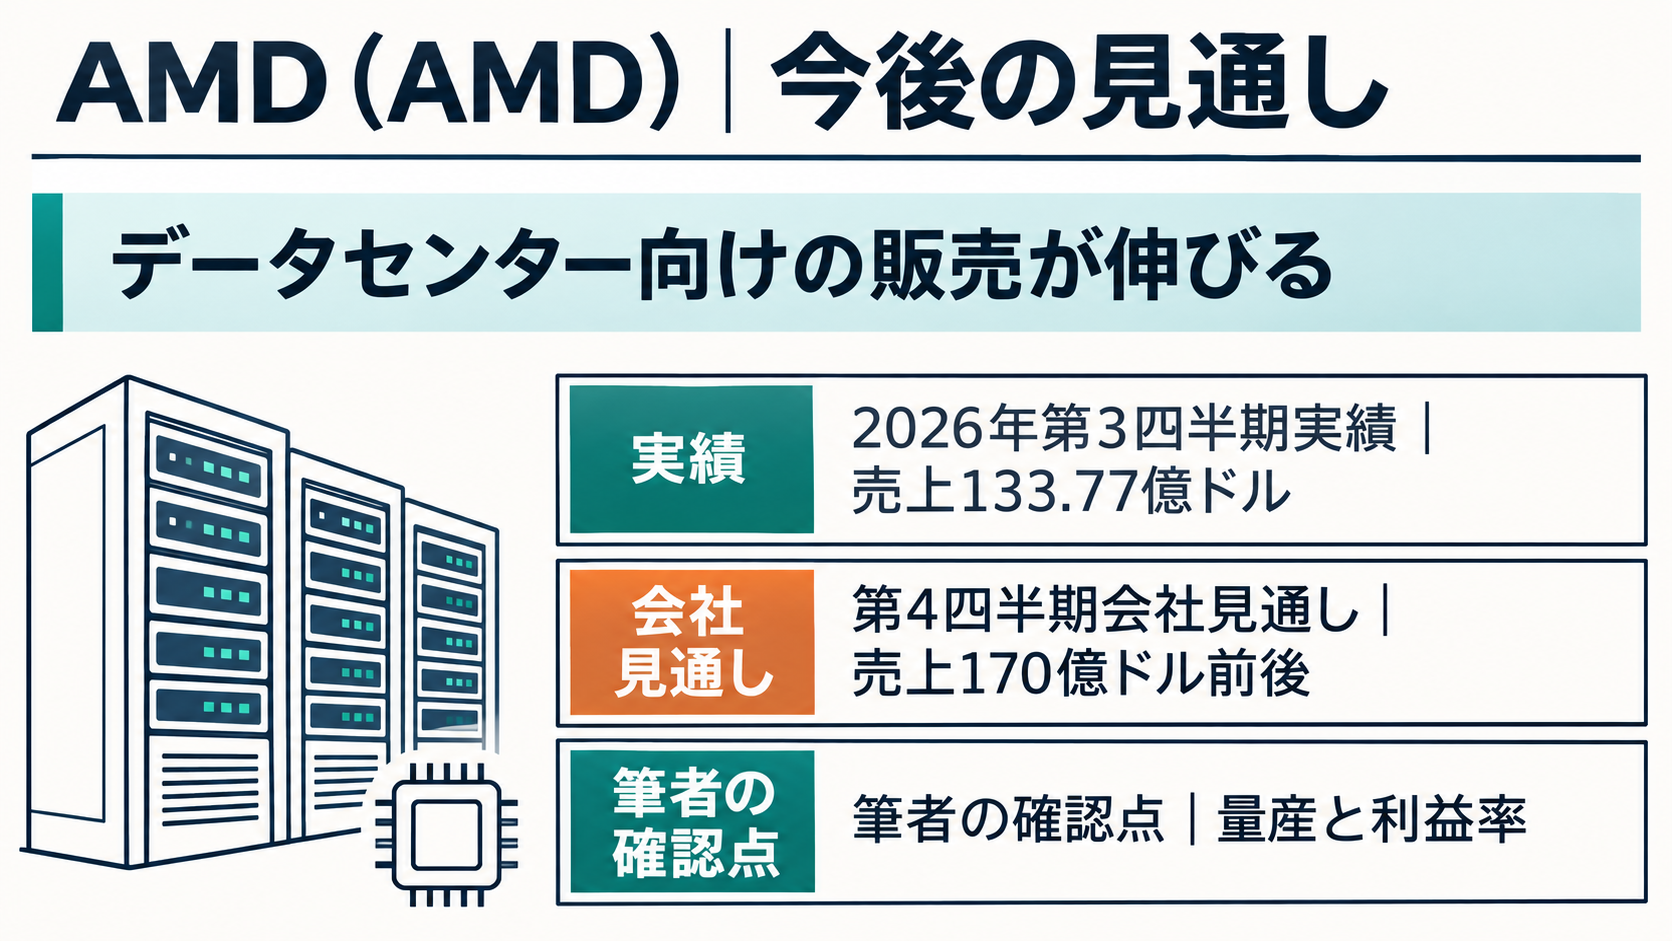 AMD（AMD）｜今後の見通し
データセンター向けの販売が伸びる
実績
2026年第3四半期実績｜
売上133.77億ドル
会社
見通し
第4四半期会社見通し｜
売上170億ドル前後
筆者の
確認点
筆者の確認点｜量産と利益率